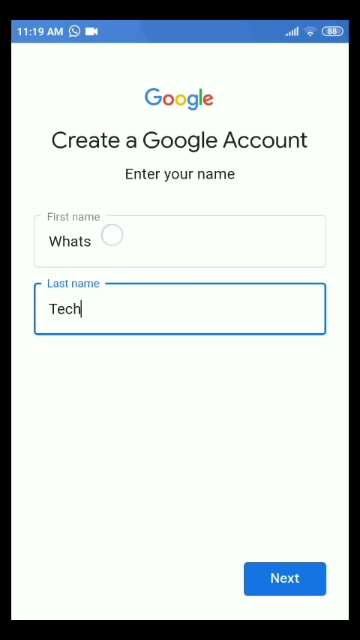 11:19 AM 88
Google
Create a Google Account
Enter your name
First name
Whats
Last name
Tech
Next